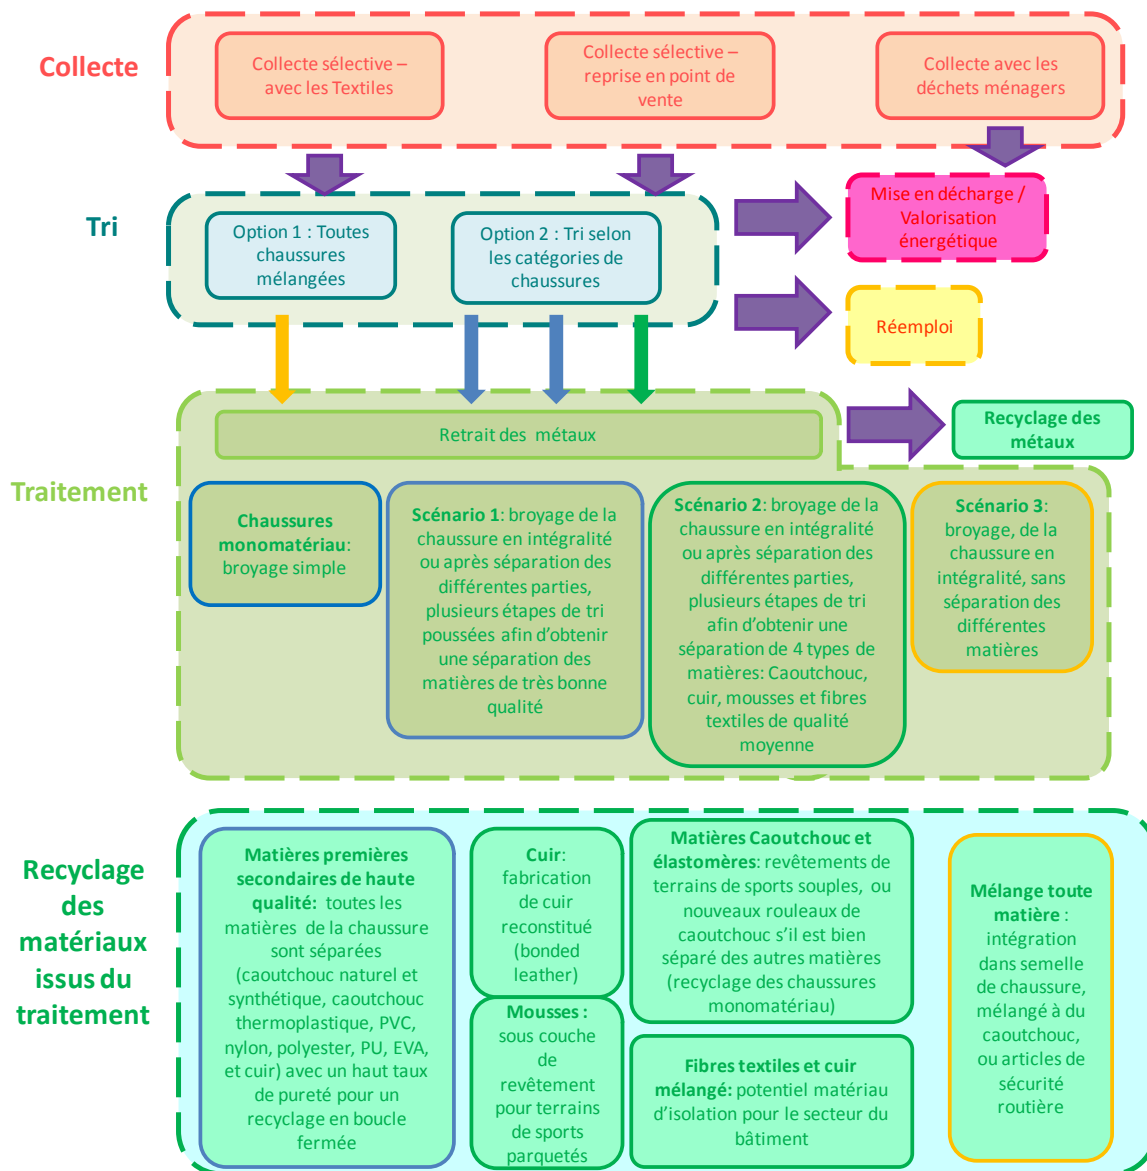 Collecte
Collecte sélective –
avec les Textiles
Collecte sélective –
reprise en point de
vente
Collecte avec les
déchets ménagers
Tri
Option 1 : Toutes
chaussures
mélangées
Option 2 : Tri selon
les catégories de
chaussures
Mise en décharge /
Valorisation
énergétique
Réemploi
Traitement
Retrait des métaux
Recyclage des
métaux
Chaussures
monomatériau:
broyage simple
Scénario 1: broyage de la
chaussure en intégralité
ou après séparation des
différentes parties,
plusieurs étapes de tri
poussées afin d’obtenir
une séparation des
matières de très bonne
qualité
Scénario 2: broyage de la
chaussure en intégralité
ou après séparation des
différentes parties,
plusieurs étapes de tri
afin d’obtenir une
séparation de 4 types de
matières: Caoutchouc,
cuir, mousses et fibres
textiles de qualité
moyenne
Scénario 3:
broyage, de la
chaussure en
intégralité, sans
séparation des
différentes
matières
Recyclage
des
matériaux
issus du
traitement
Matières premières
secondaires de haute
qualité: toutes les
matières de la chaussure
sont séparées
(caoutchouc naturel et
synthétique, caoutchouc
thermoplastique, PVC,
nylon, polyester, PU, EVA,
et cuir) avec un haut taux
de pureté pour un
recyclage en boucle
fermée
Cuir:
fabrication
de cuir
reconstitué
(bonded
leather)
Mousses :
sous couche
de
revêtement
pour terrains
de sports
parquetés
Matières Caoutchouc et
élastomères: revêtements de
terrains de sports souples, ou
nouveaux rouleaux de
caoutchouc s’il est bien
séparé des autres matières
(recyclage des chaussures
monomatériau)
Fibres textiles et cuir
mélangé: potentiel matériau
d’isolation pour le secteur du
bâtiment
Mélange toute
matière :
intégration
dans semelle
de chaussure,
mélangé à du
caoutchouc,
ou articles de
sécurité
routière